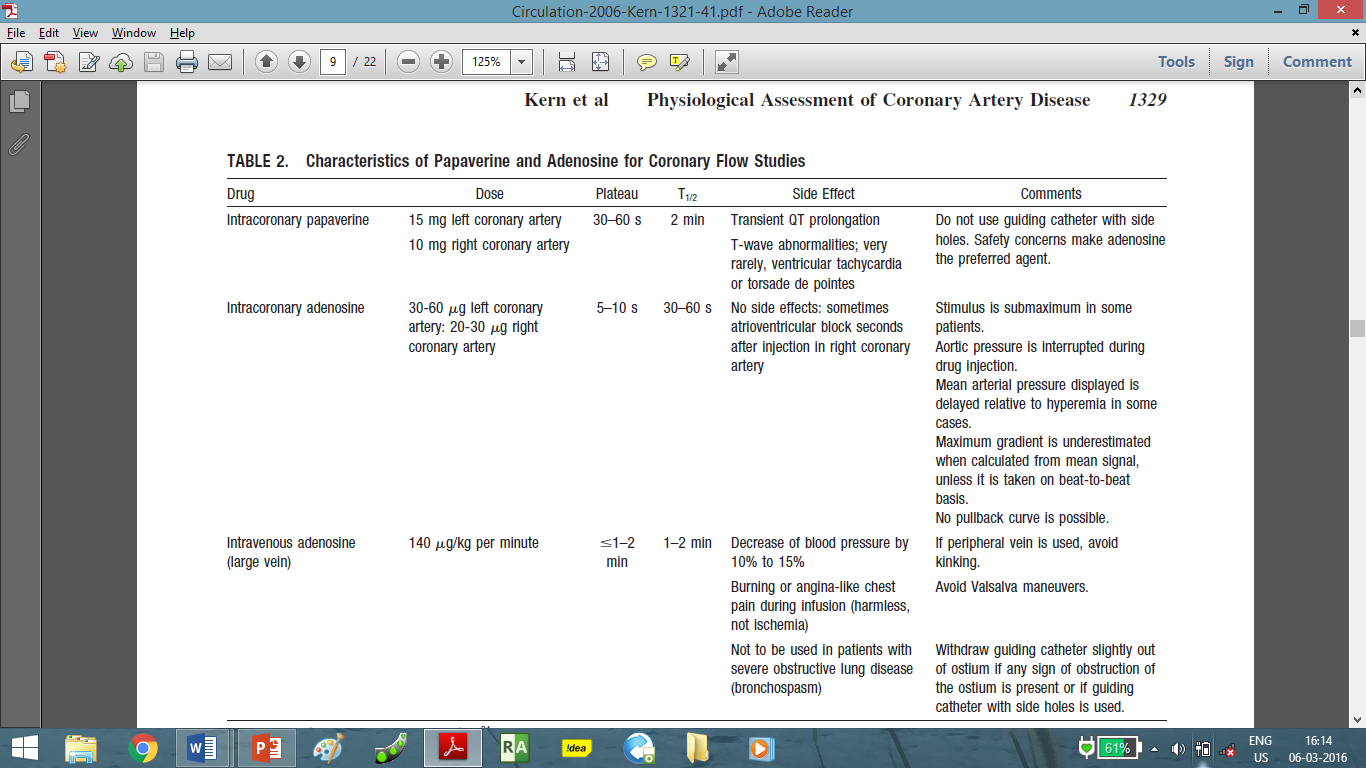 Circulation-2006-Kern-1321-41.pdf - Adobe Reader
File Edit View Window Help
9 / 22 125% Tools Sign Comment
Kern et al Physiological Assessment of Coronary Artery Disease 1329
TABLE 2. Characteristics of Papaverine and Adenosine for Coronary Flow Studies
Drug Dose Plateau T1/2 Side Effect Comments
Intracoronary papaverine 15 mg left coronary artery 30–60 s 2 min Transient QT prolongation Do not use guiding catheter with side
holes. Safety concerns make adenosine
the preferred agent.
10 mg right coronary artery T-wave abnormalities; very
rarely, ventricular tachycardia
or torsade de pointes
Intracoronary adenosine 30-60 μg left coronary
artery: 20-30 μg right
coronary artery
5–10 s 30–60 s No side effects: sometimes
atrioventricular block seconds
after injection in right coronary
artery
Stimulus is submaximum in some
patients.
Aortic pressure is interrupted during
drug injection.
Mean arterial pressure displayed is
delayed relative to hyperemia in some
cases.
Maximum gradient is underestimated
when calculated from mean signal,
unless it is taken on beat-to-beat
basis.
No pullback curve is possible.
Intravenous adenosine
(large vein)
140 μg/kg per minute ≤1–2
min
1–2 min Decrease of blood pressure by
10% to 15%
If peripheral vein is used, avoid
kinking.
Burning or angina-like chest
pain during infusion (harmless,
not ischemia)
Avoid Valsalva maneuvers.
Not to be used in patients with
severe obstructive lung disease
(bronchospasm)
Withdraw guiding catheter slightly out
of ostium if any sign of obstruction of
the ostium is present or if guiding
catheter with side holes is used.
RA !dea 61% ENG 16:14
US 06-03-2016